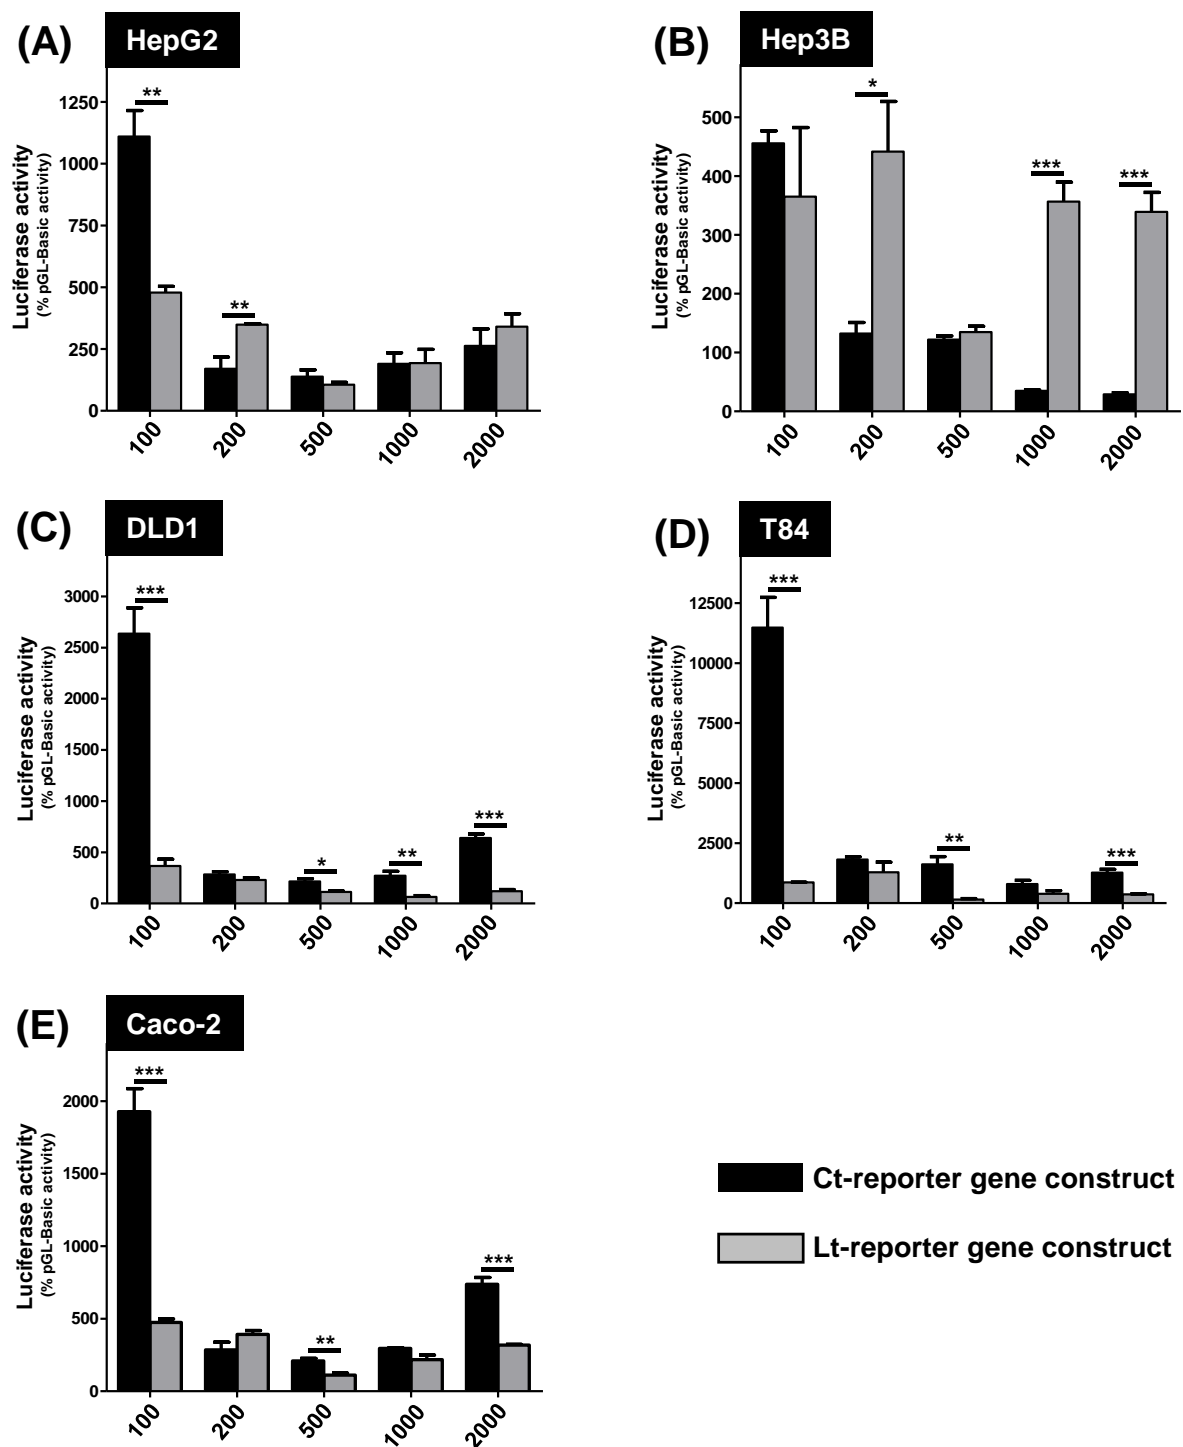 (A) HepG2
**
**
1250
1000
750
500
250
0
Luciferase activity
(% pGL-Basic activity)
100 200 500 1000 2000
(B) Hep3B
*
***
***
500
400
300
200
100
0
Luciferase activity
(% pGL-Basic activity)
100 200 500 1000 2000
(C) DLD1
***
*
**
***
3000
2500
2000
1500
1000
500
0
Luciferase activity
(% pGL-Basic activity)
100 200 500 1000 2000
(D) T84
***
**
***
12500
10000
7500
5000
2500
0
Luciferase activity
(% pGL-Basic activity)
100 200 500 1000 2000
(E) Caco-2
***
**
***
2000
1500
1000
500
0
Luciferase activity
(% pGL-Basic activity)
100 200 500 1000 2000
Ct-reporter gene construct
Lt-reporter gene construct